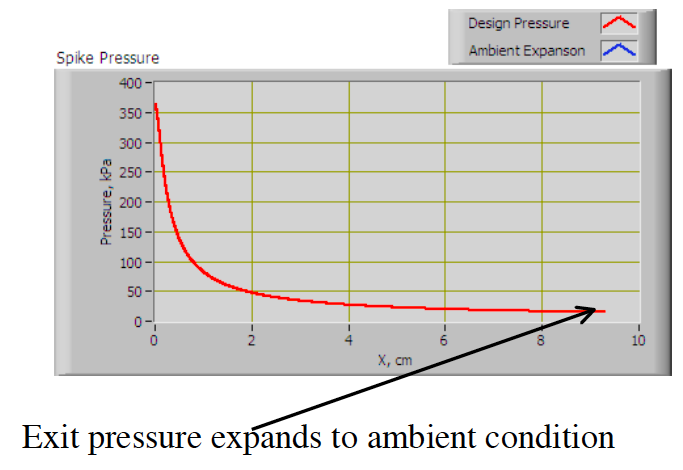 Design Pressure
Ambient Expanson
Spike Pressure
400
350
300
250
200
150
100
50
0
Pressure, kPa
0 2 4 6 8 10
X, cm
Exit pressure expands to ambient condition